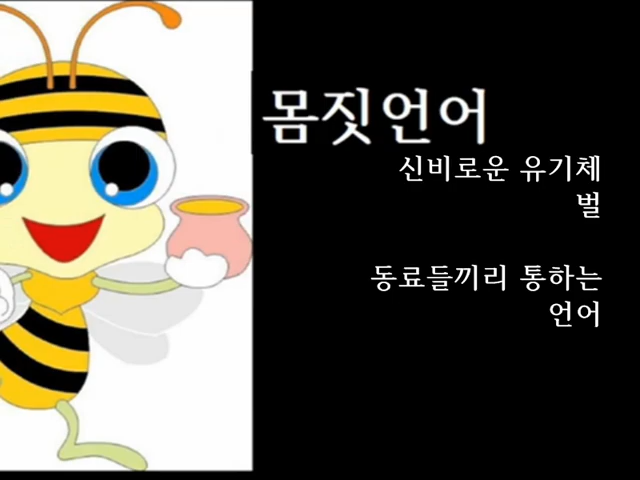 몸짓언어
신비로운 유기체
벌
동료들끼리 통하는
언어